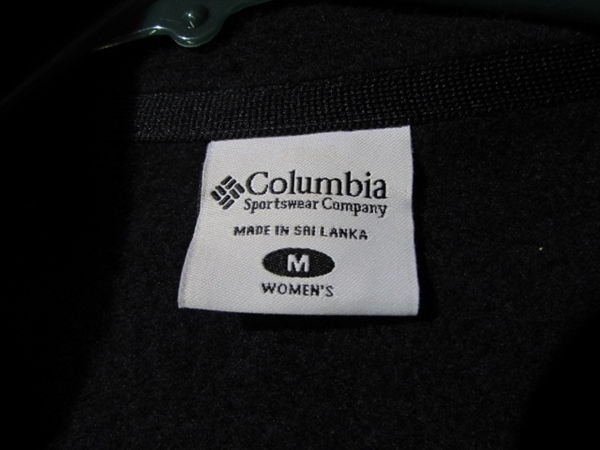 Columbia
Sportswear Company
MADE IN SRI LANKA
M
WOMEN'S